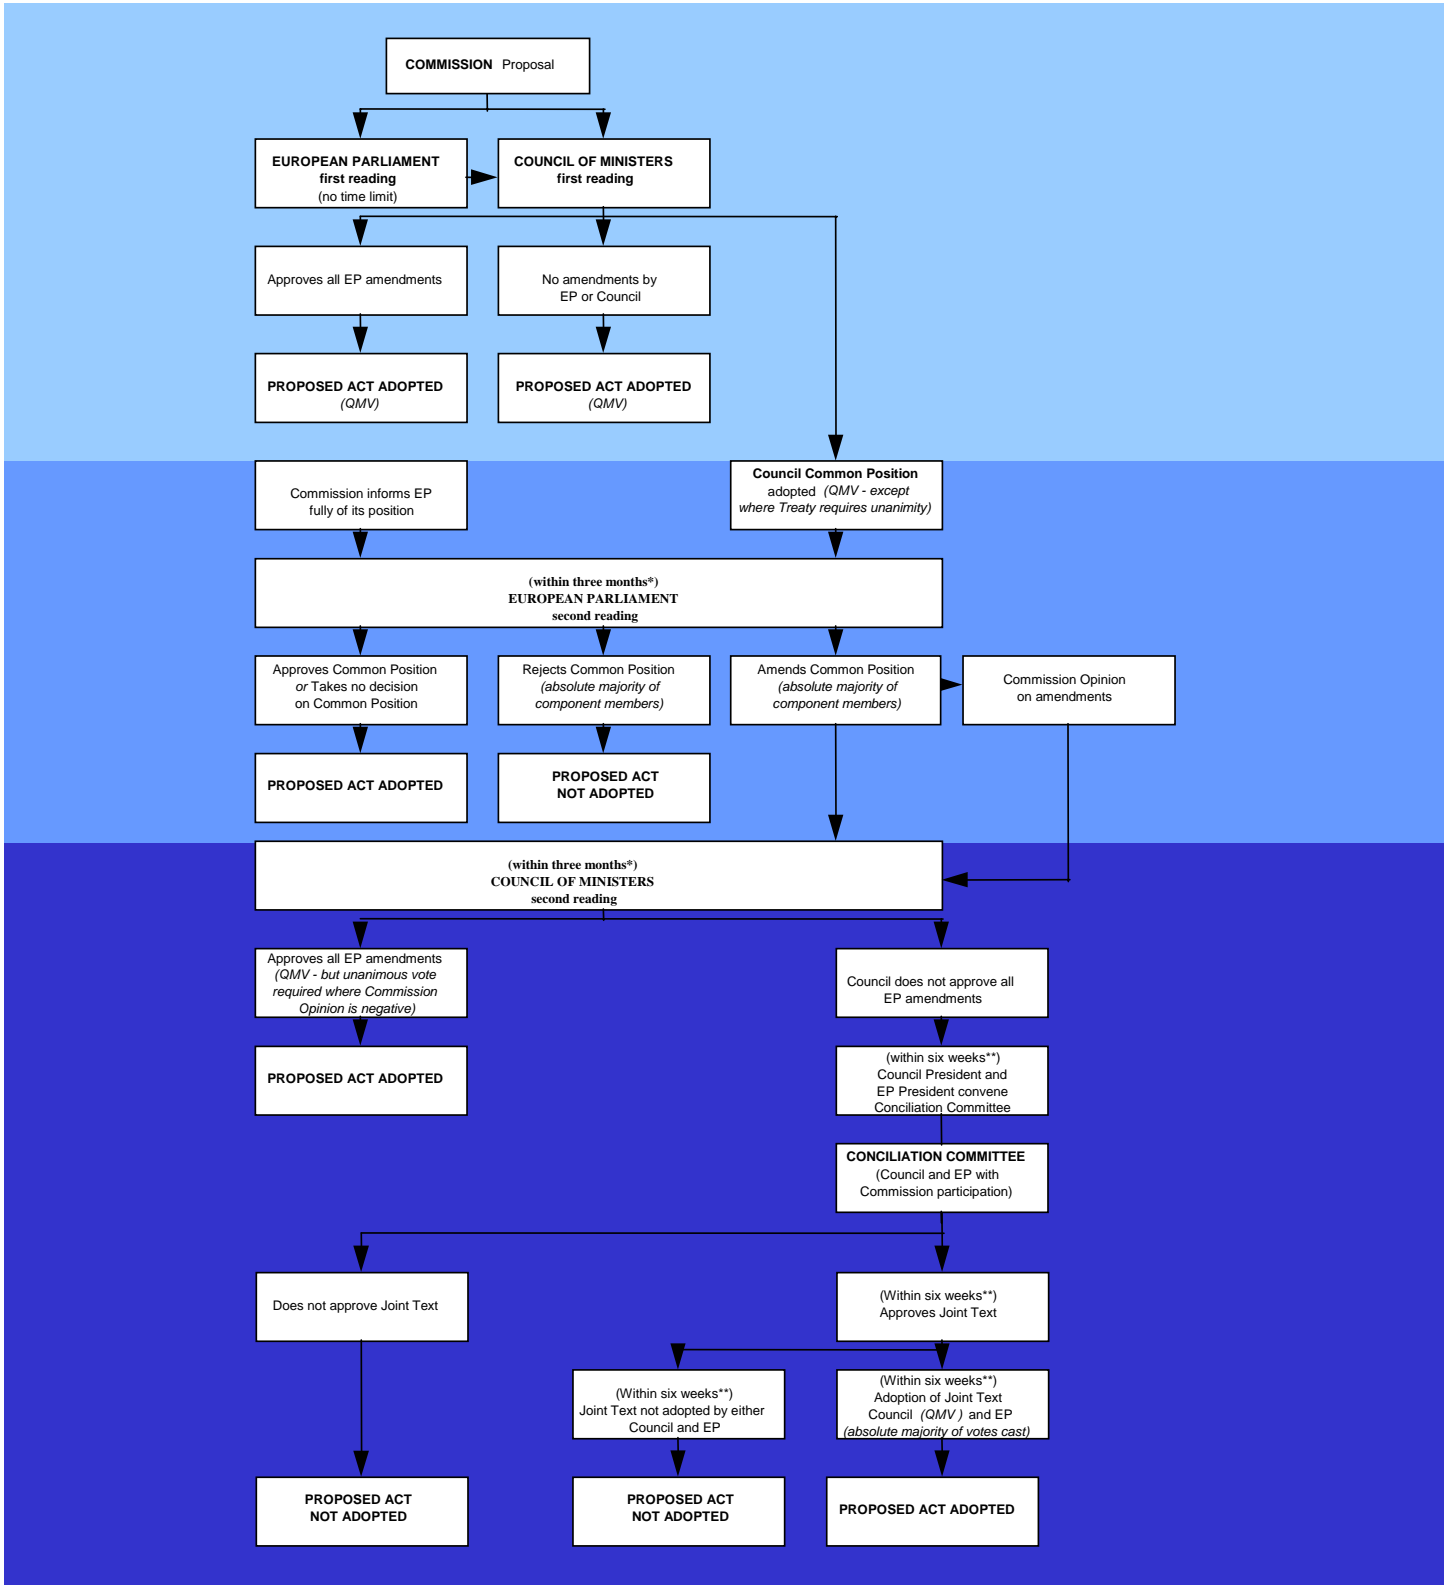 COMMISSION Proposal
EUROPEAN PARLIAMENT
first reading
(no time limit)
COUNCIL OF MINISTERS
first reading
Approves all EP amendments
No amendments by
EP or Council
PROPOSED ACT ADOPTED
(QMV)
PROPOSED ACT ADOPTED
(QMV)
Commission informs EP
fully of its position
Council Common Position
adopted (QMV - except
where Treaty requires unanimity)
(within three months*)
EUROPEAN PARLIAMENT
second reading
Approves Common Position
or Takes no decision
on Common Position
Rejects Common Position
(absolute majority of
component members)
Amends Common Position
(absolute majority of
component members)
Commission Opinion
on amendments
PROPOSED ACT ADOPTED
PROPOSED ACT
NOT ADOPTED
(within three months*)
COUNCIL OF MINISTERS
second reading
Approves all EP amendments
(QMV - but unanimous vote
required where Commission
Opinion is negative)
Council does not approve all
EP amendments
PROPOSED ACT ADOPTED
(within six weeks**)
Council President and
EP President convene
Conciliation Committee
CONCILIATION COMMITTEE
(Council and EP with
Commission participation)
Does not approve Joint Text
(Within six weeks**)
Approves Joint Text
(Within six weeks**)
Joint Text not adopted by either
Council and EP
(Within six weeks**)
Adoption of Joint Text
Council (QMV ) and EP
(absolute majority of votes cast)
PROPOSED ACT
NOT ADOPTED
PROPOSED ACT
NOT ADOPTED
PROPOSED ACT ADOPTED